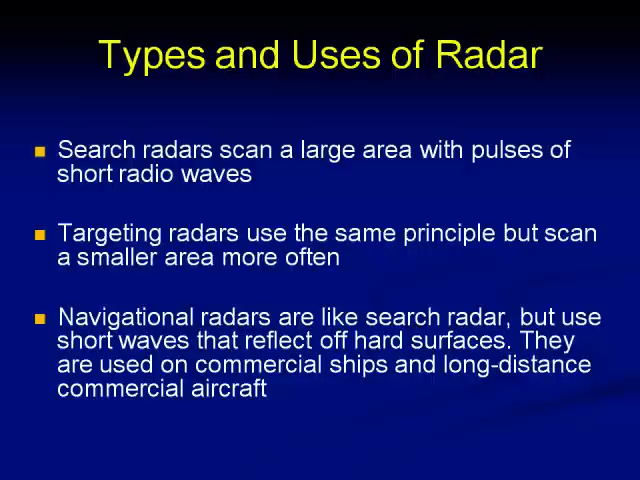 Types and Uses of Radar
Search radars scan a large area with pulses of
short radio waves
Targeting radars use the same principle but scan
a smaller area more often
Navigational radars are like search radar, but use
short waves that reflect off hard surfaces. They
are used on commercial ships and long-distance
commercial aircraft